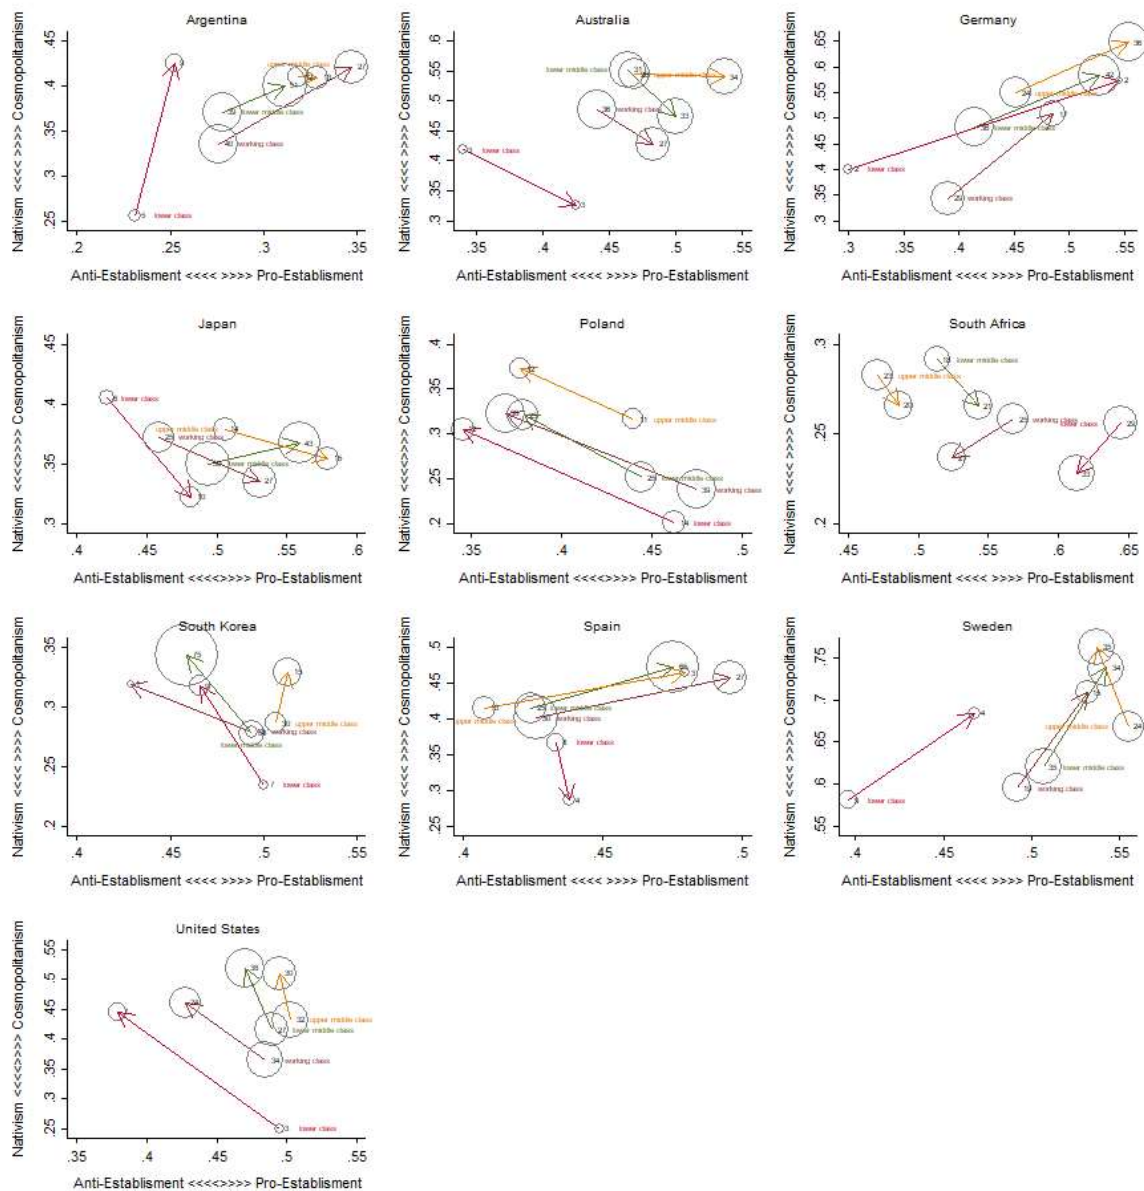 Argentina
Australia
Germany
Nativism <<<<>>>> Cosmopolitanism
.25 .3 .35 .4 .45
upper middle class
lower middle class
working class
lower class
.2 .25 .3 .35
Anti-Establisment <<<< >>>> Pro-Establisment
Nativism <<<<>>>> Cosmopolitanism
.3 .35 .4 .45 .5 .55 .6
lower middle class
upper middle class
working class
lower class
.35 .4 .45 .5 .55
Anti-Establisment <<<< >>>> Pro-Establisment
Nativism <<<<>>>> Cosmopolitanism
.3 .35 .4 .45 .5 .55 .6 .65
upper middle class
lower middle class
working class
lower class
.3 .35 .4 .45 .5 .55
Anti-Establisment <<<< >>>> Pro-Establisment
Japan
Poland
South Africa
Nativism <<<<>>>> Cosmopolitanism
.3 .35 .4 .45
lower class
upper middle class
working class
lower middle class
.4 .45 .5 .55 .6
Anti-Establisment <<<<>>>> Pro-Establisment
Nativism <<<<>>>> Cosmopolitanism
.2 .25 .3 .35 .4
upper middle class
lower middle class
working class
lower class
.35 .4 .45 .5
Anti-Establisment <<<<>>>> Pro-Establisment
Nativism <<<<>>>> Cosmopolitanism
.2 .25 .3
lower middle class
upper middle class
working class
lower class
.45 .5 .55 .6 .65
Anti-Establisment <<<< >>>> Pro-Establisment
South Korea
Spain
Sweden
Nativism <<<<>>>> Cosmopolitanism
.2 .25 .3 .35
upper middle class
working class
lower middle class
lower class
.4 .45 .5 .55
Anti-Establisment <<<< >>>> Pro-Establisment
Nativism <<<<>>>> Cosmopolitanism
.25 .3 .35 .4 .45 .5
lower middle class
working class
upper middle class
lower class
.4 .45 .5
Anti-Establisment <<<< >>>> Pro-Establisment
Nativism <<<<>>>> Cosmopolitanism
.55 .6 .65 .7 .75
upper middle class
lower middle class
working class
lower class
.4 .45 .5 .55
Anti-Establisment <<<< >>>> Pro-Establisment
United States
Nativism <<<<>>>> Cosmopolitanism
.25 .3 .35 .4 .45 .5 .55
upper middle class
lower middle class
working class
lower class
.35 .4 .45 .5 .55
Anti-Establisment <<<<>>>> Pro-Establisment